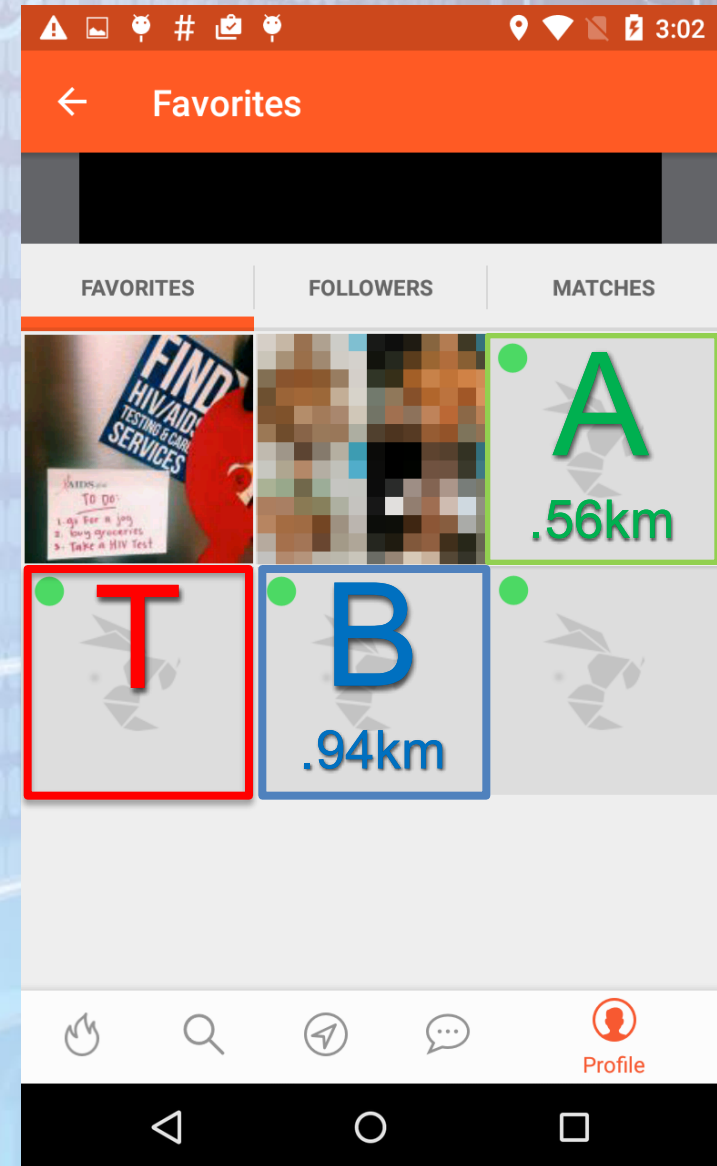 3:02
Favorites
FAVORITES FOLLOWERS MATCHES
FIND
HIV/AIDS
TESTING & CARE
SERVICES
AIDS
TO DO:
1. go for a jog
2. buy groceries
3. Take a HIV Test
A
.56km
T
B
.94km
Profile